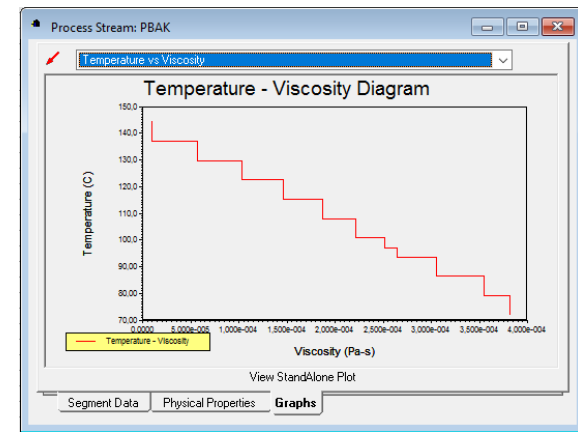 Process Stream: PBAK
Temperature vs Viscosity
Temperature - Viscosity Diagram
150,0
140,0
130,0
120,0
110,0
100,0
90,00
80,00
70,00
Temperature (C)
0,0000 5,000e-005 1,000e-004 1,500e-004 2,000e-004 2,500e-004 3,000e-004 3,500e-004 4,000e-004
Temperature - Viscosity
Viscosity (Pa-s)
View StandAlone Plot
Segment Data Physical Properties Graphs